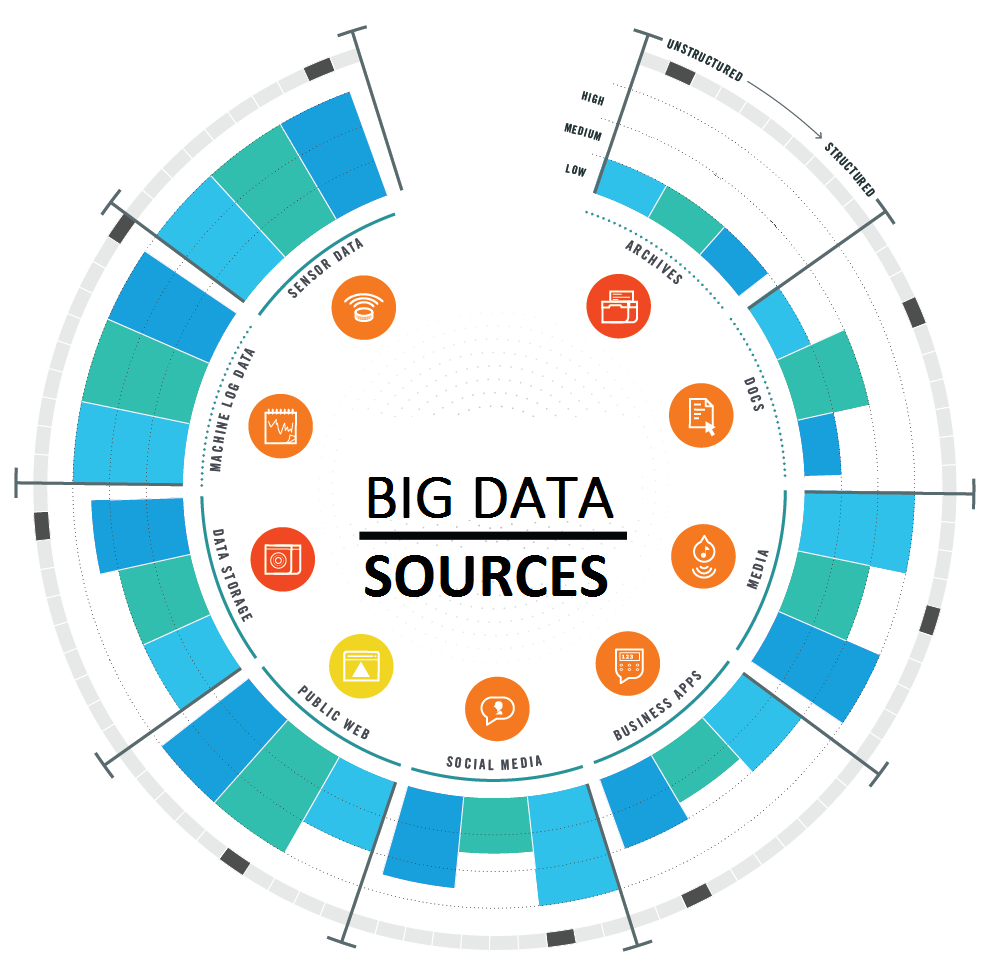 UNSTRUCTURED
STRUCTURED
HIGH
MEDIUM
LOW
ARCHIVES
DOCS
MEDIA
BUSINESS APPS
SOCIAL MEDIA
PUBLIC WEB
DATA STORAGE
MACHINE LOG DATA
SENSOR DATA
BIG DATA
SOURCES
123